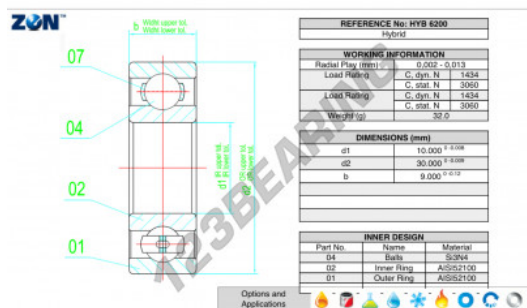 ZEN
REFERENCE No: HYB 6200
Hybrid
b Width upper tol.
Width lower tol.
07
04
02
01
WORKING INFORMATION
Radial Play (mm) 0,002 - 0,013
Load Rating C, dyn. N 1434
C, stat. N 3060
Load Rating C, dyn. N 1434
C, stat. N 3060
Weight (g) 32.0
DIMENSIONS (mm)
d1 10.000
d2 30.000
b 9.000
d1 IR upper tol.
IR lower tol.
d2
123BEARING
INNER DESIGN
Part No. Name Material
04 Balls Si3N4
02 Inner Ring AISI52100
01 Outer Ring AISI52100
Options and
Applications